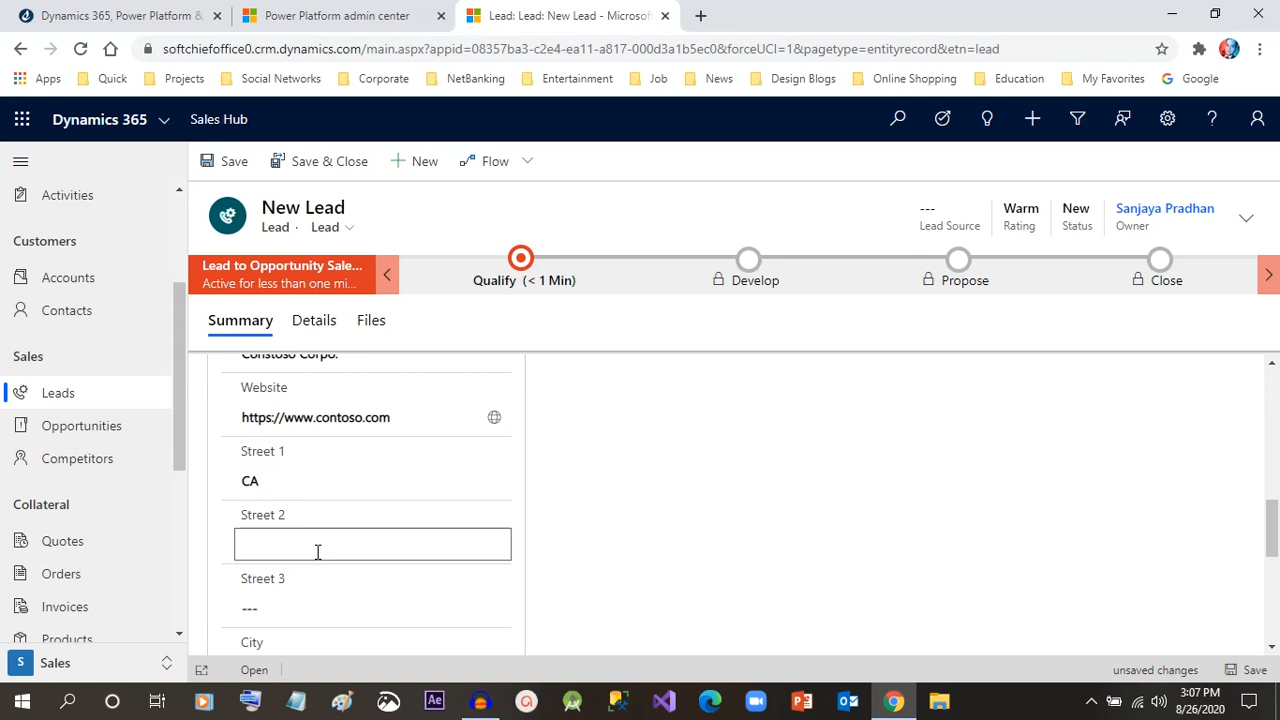 Dynamics 365, Power Platform &
Power Platform admin center
Lead: Lead: New Lead - Microsoft
softchiefoffice0.crm.dynamics.com/main.aspx?appid=08357ba3-c2e4-ea11-a817-000d3a1b5ec0&forceUCI=1&pagetype=entityrecord&etn=lead
Apps Quick Projects Social Networks Corporate NetBanking Entertainment Job News Design Blogs Online Shopping Education My Favorites Google
Dynamics 365 Sales Hub
Save Save & Close New Flow
Activities
Customers
Accounts
Contacts
Sales
Leads
Opportunities
Competitors
Collateral
Quotes
Orders
Invoices
Products
S Sales
New Lead
Lead · Lead
---
Lead Source
Warm
Rating
New
Status
Sanjaya Pradhan
Owner
Lead to Opportunity Sale...
Active for less than one mi...
Qualify (< 1 Min)
Develop
Propose
Close
Summary Details Files
Constoso Corpo.
Website
https://www.contoso.com
Street 1
CA
Street 2
Street 3
---
City
Open
unsaved changes
Save
Ae
3:07 PM
8/26/2020